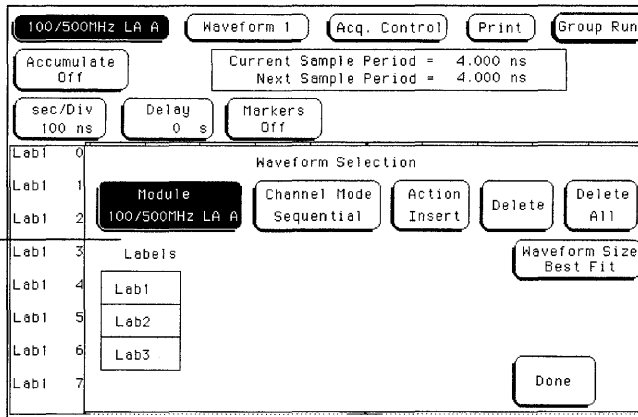 100/500MHz LA A Waveform 1 Acq. Control Print Group Run
Accumulate
Off
Current Sample Period = 4.000 ns
Next Sample Period = 4.000 ns
sec/Div
100 ns
Delay
0 s
Markers
Off
Lab1 0
Lab1 1
Lab1 2
Lab1 3
Lab1 4
Lab1 5
Lab1 6
Lab1 7
Waveform Selection
Module
100/500MHz LA A
Channel Mode
Sequential
Action
Insert
Delete
Delete
All
Labels
Lab1
Lab2
Lab3
Waveform Size
Best Fit
Done